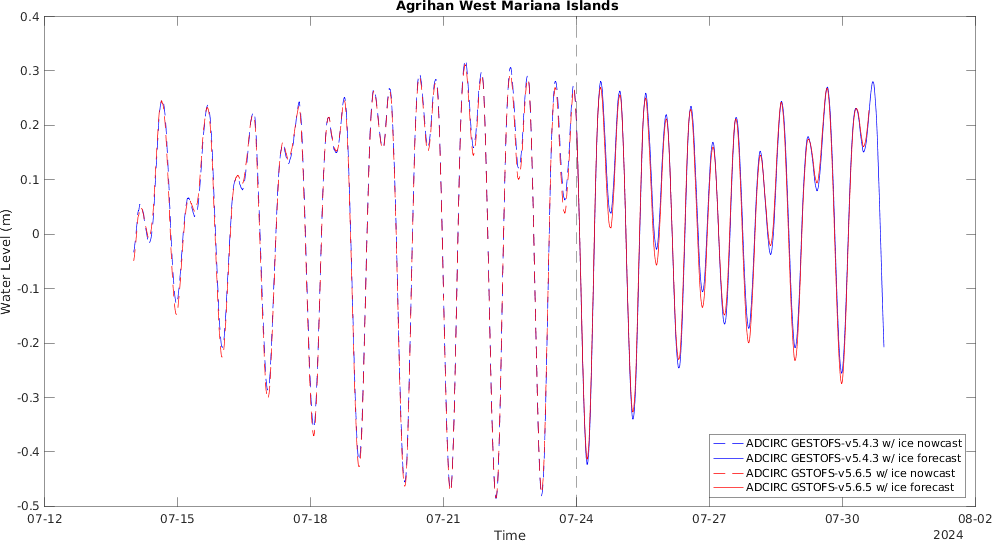 Agrihan West Mariana Islands
0.4
0.3
0.2
0.1
0
-0.1
-0.2
-0.3
-0.4
-0.5
Water Level (m)
ADCIRC GESTOFS-v5.4.3 w/ ice nowcast
ADCIRC GESTOFS-v5.4.3 w/ ice forecast
ADCIRC GSTOFS-v5.6.5 w/ ice nowcast
ADCIRC GSTOFS-v5.6.5 w/ ice forecast
07-12 07-15 07-18 07-21 07-24 07-27 07-30 08-02
Time
2024